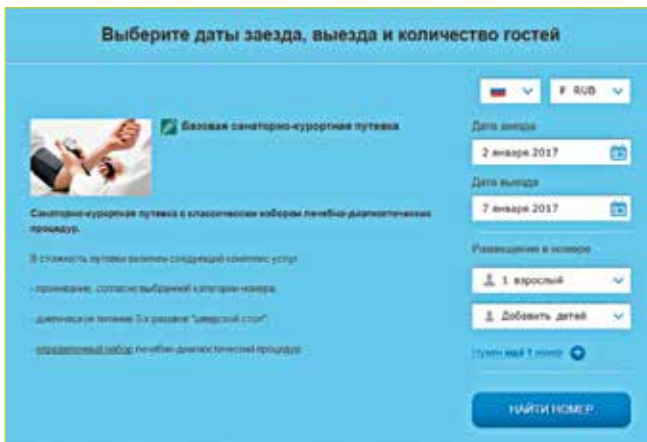 Выберите даты заезда, выезда и количество гостей
₽ RUB
Базовая санаторно-курортная путевка
Дата заезда
2 января 2017
Дата выезда
7 января 2017
Санаторно-курортная путевка с классическим набором лечебно-диагностических
процедур.
Размещение в номере
В стоимость путевки включен следующий комплекс услуг:
1 взрослый
- проживание, согласно выбранной категории номера;
Добавить детей
- диетическое питание 3-х разовое "шведский стол";
- определенный набор лечебно-диагностический процедур.
Нужен ещё 1 номер
НАЙТИ НОМЕР